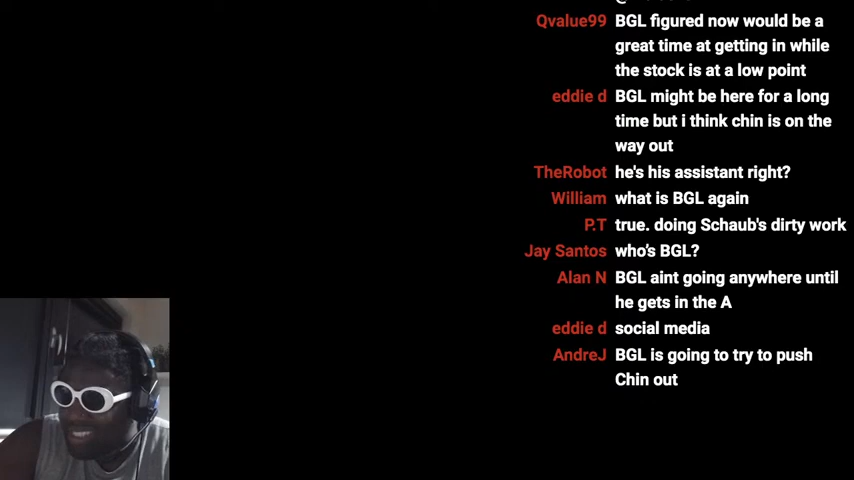 Qvalue99 BGL figured now would be a
great time at getting in while
the stock is at a low point
eddie d BGL might be here for a long
time but i think chin is on the
way out
TheRobot he's his assistant right?
William what is BGL again
P.T true. doing Schaub's dirty work
Jay Santos who's BGL?
Alan N BGL aint going anywhere until
he gets in the A
eddie d social media
AndreJ BGL is going to try to push
Chin out